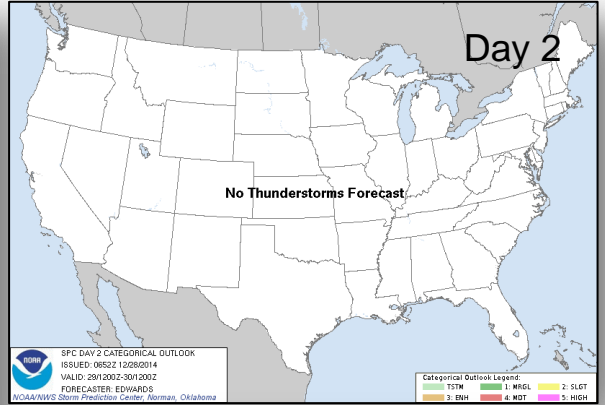 Day 2
No Thunderstorms Forecast
NOAA
SPC DAY 2 CATEGORICAL OUTLOOK
ISSUED: 0652Z 12/28/2014
VALID: 29/1200Z-30/1200Z
FORECASTER: EDWARDS
NOAA/NWS Storm Prediction Center, Norman, Oklahoma
Categorical Outlook Legend:
TSTM 1: MRGL 2: SLGT
3: ENH 4: MDT 5: HIGH